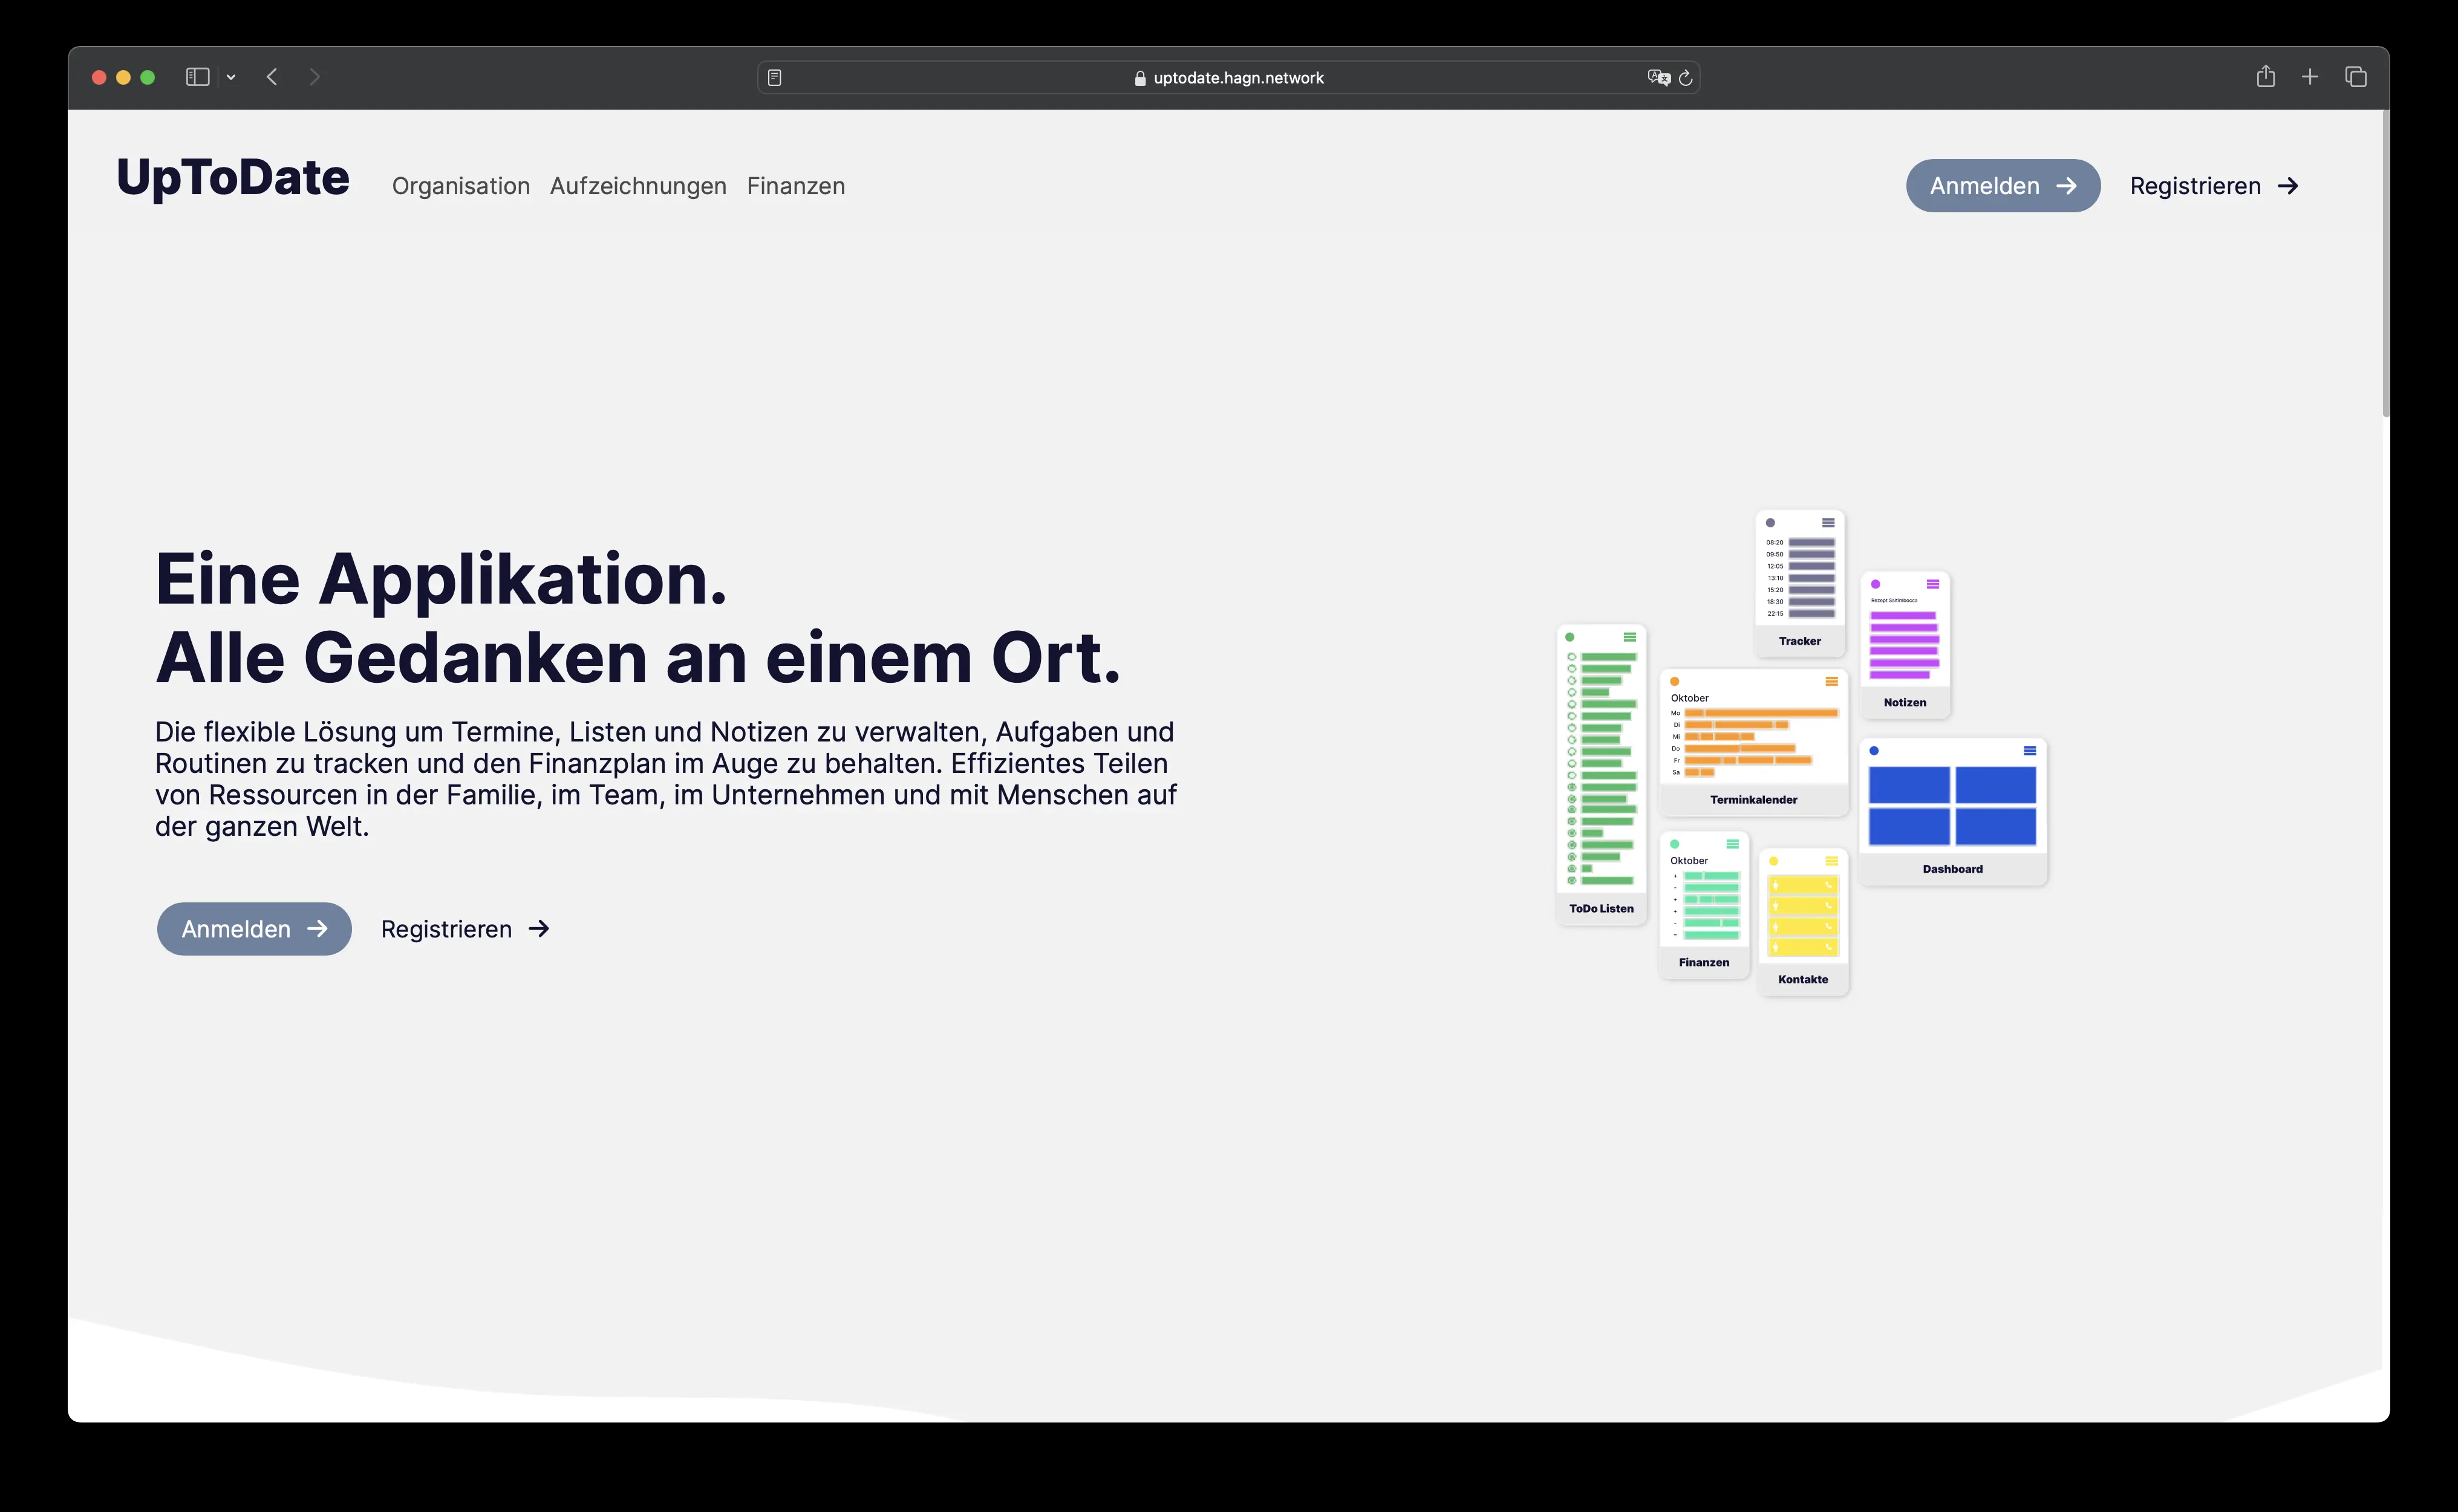 uptodate.hagn.network
UpToDate
Organisation Aufzeichnungen Finanzen
Anmelden
Registrieren
Eine Applikation.
Alle Gedanken an einem Ort.
Die flexible Lösung um Termine, Listen und Notizen zu verwalten, Aufgaben und
Routinen zu tracken und den Finanzplan im Auge zu behalten. Effizientes Teilen
von Ressourcen in der Familie, im Team, im Unternehmen und mit Menschen auf
der ganzen Welt.
Anmelden
Registrieren
08:20
09:50
12:05
13:10
15:20
18:30
22:15
Tracker
Rezept Saltimbocca
Notizen
ToDo Listen
Oktober
Mo
Di
Mi
Do
Fr
Sa
Terminkalender
Dashboard
Oktober
+
-
+
+
-
=
Finanzen
Kontakte